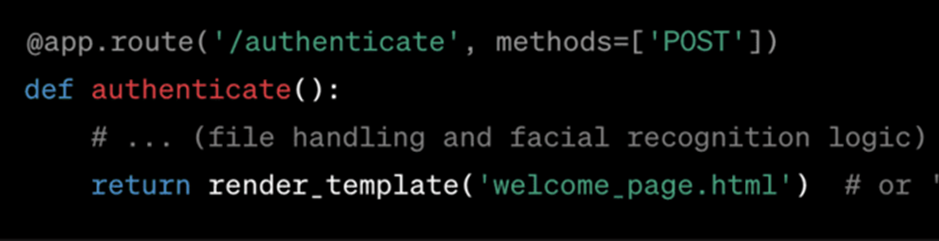 @app.route('/authenticate', methods=['POST'])
def authenticate():
    # ... (file handling and facial recognition logic)
    return render_template('welcome_page.html')  # or '